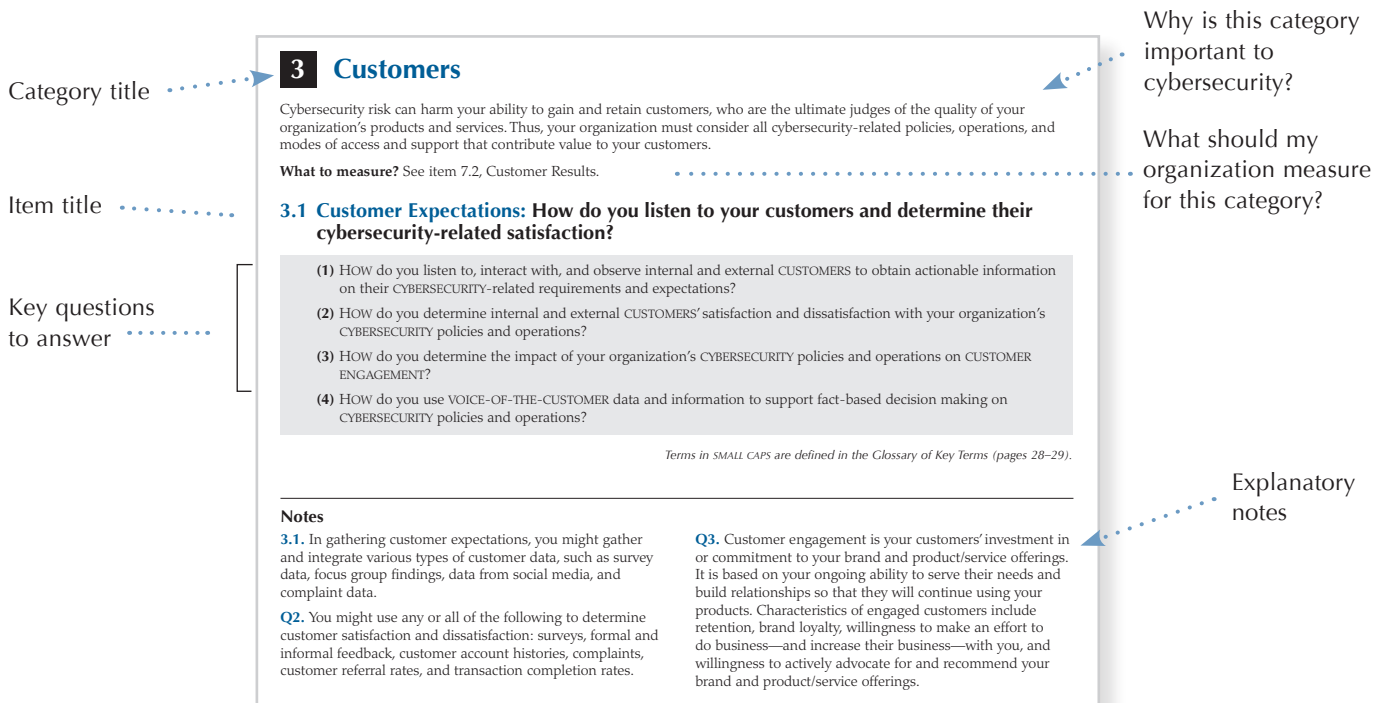 Category title
Item title
Key questions
to answer
3 Customers
Cybersecurity risk can harm your ability to gain and retain customers, who are the ultimate judges of the quality of your
organization's products and services. Thus, your organization must consider all cybersecurity-related policies, operations, and
modes of access and support that contribute value to your customers.
What to measure? See item 7.2, Customer Results.
3.1 Customer Expectations: How do you listen to your customers and determine their
cybersecurity-related satisfaction?
(1) HOW do you listen to, interact with, and observe internal and external CUSTOMERS to obtain actionable information
on their CYBERSECURITY-related requirements and expectations?
(2) HOW do you determine internal and external CUSTOMERS' satisfaction and dissatisfaction with your organization's
CYBERSECURITY policies and operations?
(3) HOW do you determine the impact of your organization's CYBERSECURITY policies and operations on CUSTOMER
ENGAGEMENT?
(4) HOW do you use VOICE-OF-THE-CUSTOMER data and information to support fact-based decision making on
CYBERSECURITY policies and operations?
Terms in SMALL CAPS are defined in the Glossary of Key Terms (pages 28–29).
Notes
3.1. In gathering customer expectations, you might gather
and integrate various types of customer data, such as survey
data, focus group findings, data from social media, and
complaint data.
Q2. You might use any or all of the following to determine
customer satisfaction and dissatisfaction: surveys, formal and
informal feedback, customer account histories, complaints,
customer referral rates, and transaction completion rates.
Q3. Customer engagement is your customers' investment in
or commitment to your brand and product/service offerings.
It is based on your ongoing ability to serve their needs and
build relationships so that they will continue using your
products. Characteristics of engaged customers include
retention, brand loyalty, willingness to make an effort to
do business—and increase their business—with you, and
willingness to actively advocate for and recommend your
brand and product/service offerings.
Why is this category
important to
cybersecurity?
What should my
organization measure
for this category?
Explanatory
notes